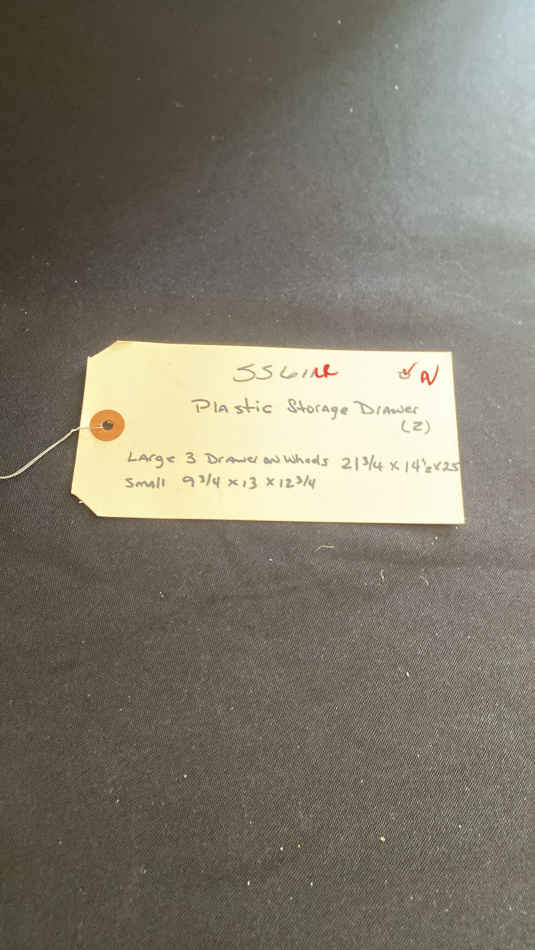 SS61
Plastic Storage Drawer
(2)
Large 3 Drawer on Wheels 21 3/4 x 14 1/2 x 25
Small 9 3/4 x 13 x 12 3/4